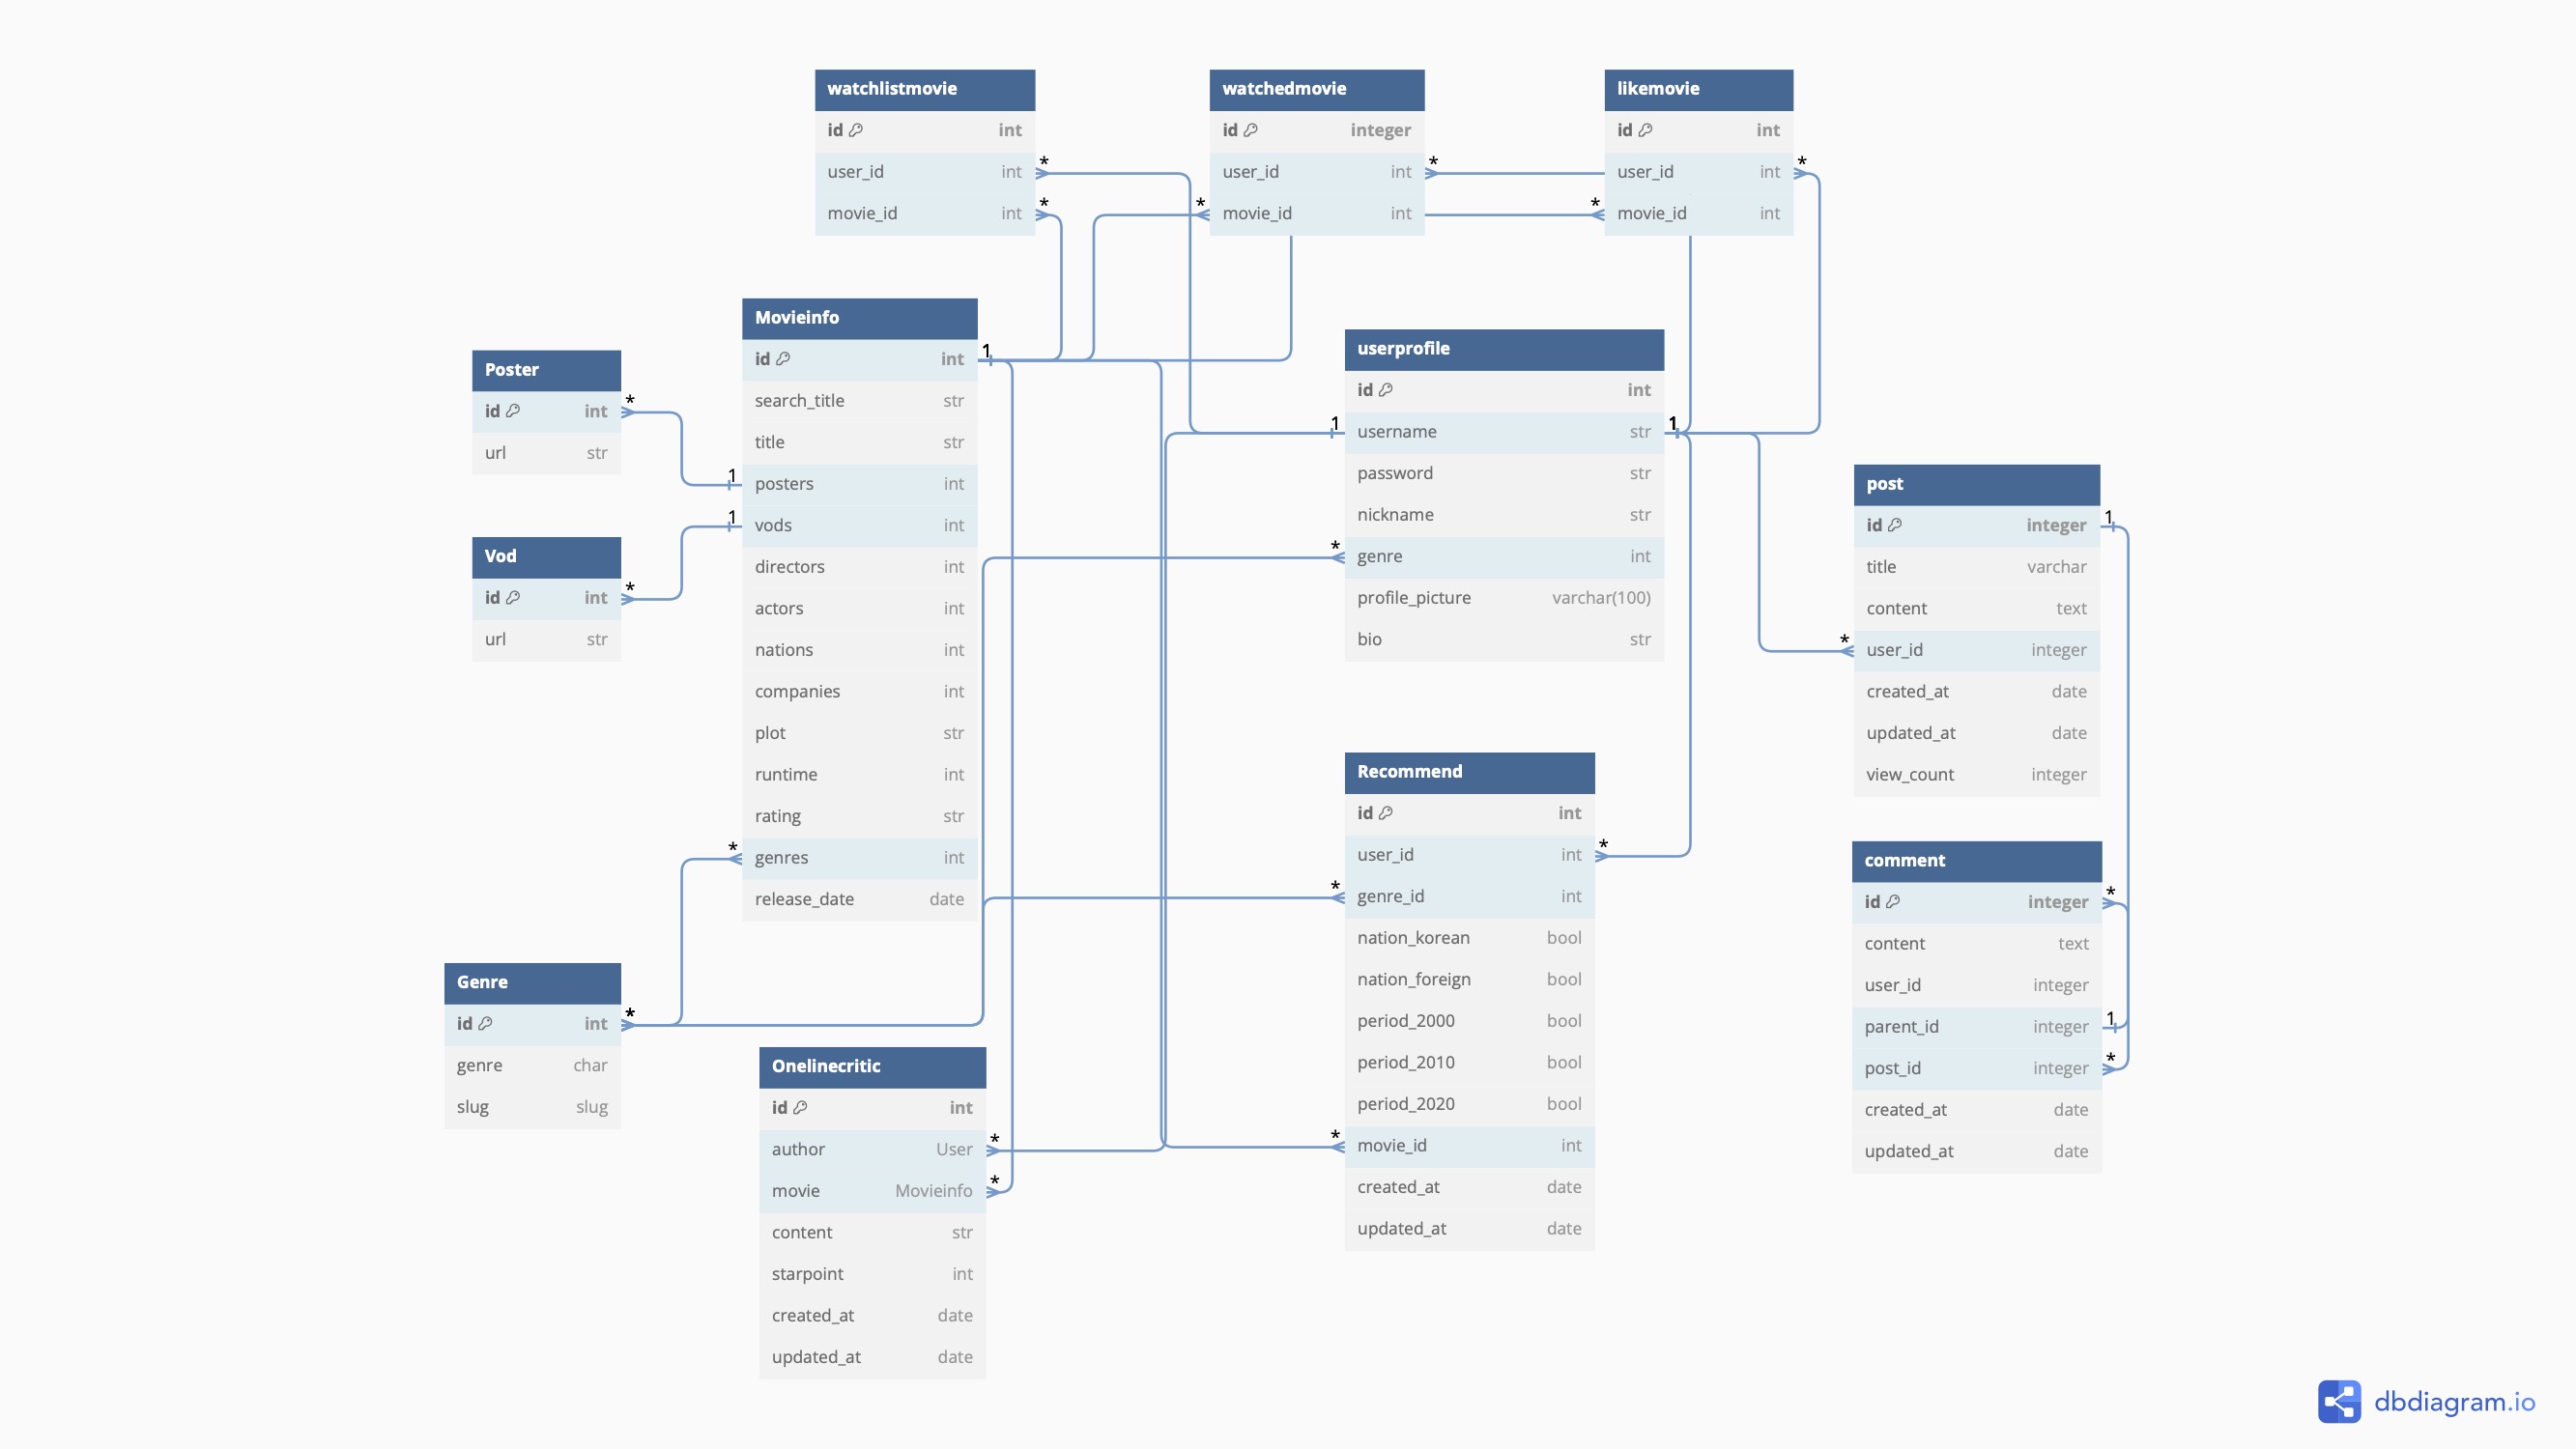 watchlistmovie
id int
* user_id int
* movie_id int
watchedmovie
id integer
user_id int *
* movie_id int
likemovie
id int
user_id int *
* movie_id int
Movieinfo
id int 1
search_title str
title str
1 posters int
1 vods int
directors int
actors int
nations int
companies int
plot str
runtime int
rating str
* genres int
release_date date
Poster
id int *
url str
Vod
id int *
url str
userprofile
id int
1 username str 1
password str
nickname str
* genre int
profile_picture varchar(100)
bio str
post
id integer 1
title varchar
content text
* user_id integer
created_at date
updated_at date
view_count integer
Recommend
id int
user_id int *
* genre_id int
nation_korean bool
nation_foreign bool
period_2000 bool
period_2010 bool
period_2020 bool
* movie_id int
created_at date
updated_at date
comment
id integer *
content text
user_id integer
parent_id integer 1
post_id integer *
created_at date
updated_at date
Genre
id int *
genre char
slug slug
Onelinecritic
id int
author User *
movie Movieinfo *
content str
starpoint int
created_at date
updated_at date
dbdiagram.io